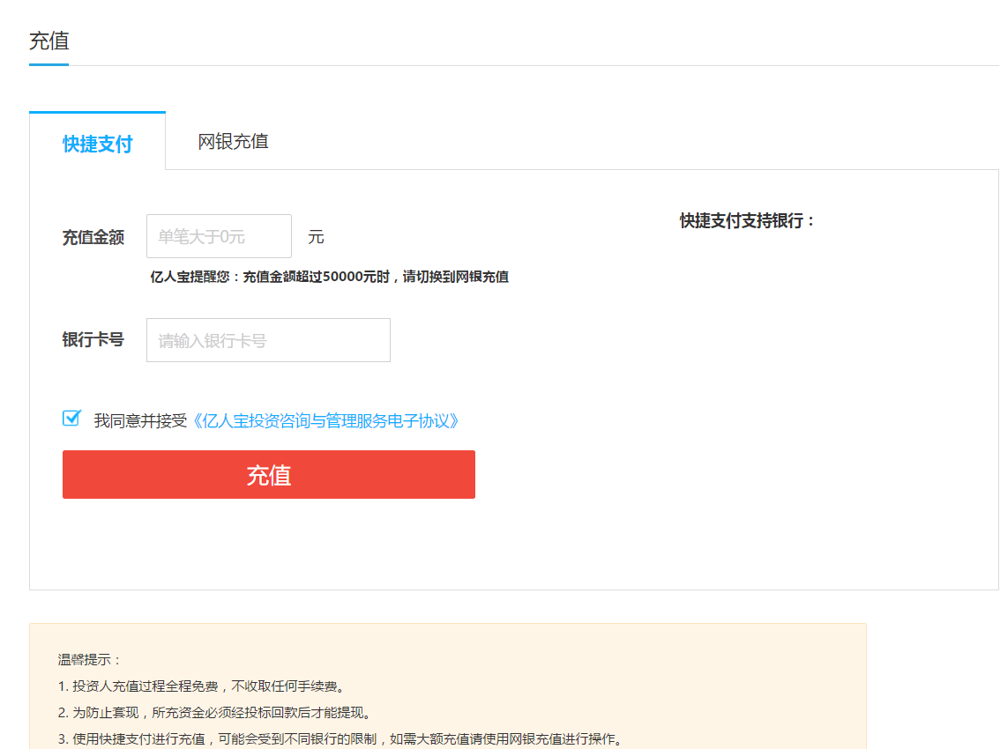 充值
快捷支付
网银充值
快捷支付支持银行：
充值金额 单笔大于0元 元
亿人宝提醒您：充值金额超过50000元时，请切换到网银充值
银行卡号 请输入银行卡号
我同意并接受《亿人宝投资咨询与管理服务电子协议》
充值
温馨提示：
1. 投资人充值过程全程免费，不收取任何手续费。
2. 为防止套现，所充资金必须经投标回款后才能提现。
3. 使用快捷支付进行充值，可能会受到不同银行的限制，如需大额充值请使用网银充值进行操作。